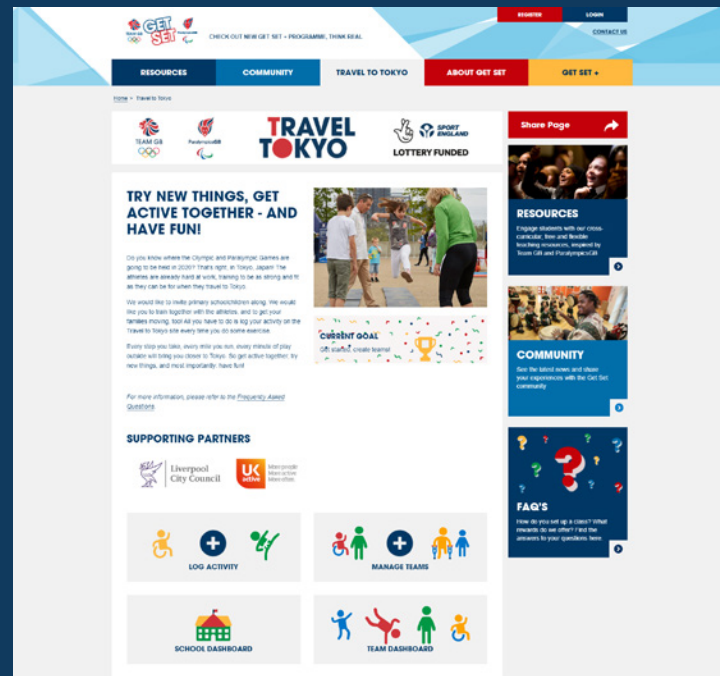 REGISTER
LOGIN
CONTACT US
TEAM GB
GET SET
ParalympicsGB
CHECK OUT NEW GET SET – PROGRAMME, THINK REAL
RESOURCES
COMMUNITY
TRAVEL TO TOKYO
ABOUT GET SET
GET SET +
Home > Travel to Tokyo
TEAM GB
ParalympicsGB
TRAVEL
TOKYO
SPORT
ENGLAND
LOTTERY FUNDED
Share Page
TRY NEW THINGS, GET
ACTIVE TOGETHER - AND
HAVE FUN!
Do you know where the Olympic and Paralympic Games are
going to be held in 2020? That's right, in Tokyo, Japan! The
athletes are already hard at work, training to be as strong and fit
as they can be for when they travel to Tokyo.
We would like to invite primary schoolchildren along. We would
like you to train together with the athletes, and to get your
families moving, too! All you have to do is log your activity on the
Travel to Tokyo site every time you do some exercise.
Every step you take, every mile you run, every minute of play
outside will bring you closer to Tokyo. So get active together, try
new things, and most importantly, have fun!
For more information, please refer to the Frequently Asked
Questions.
CURRENT GOAL
Get started, create teams!
SUPPORTING PARTNERS
Liverpool
City Council
UK
active
More people
More active
More often
LOG ACTIVITY
MANAGE TEAMS
SCHOOL DASHBOARD
TEAM DASHBOARD
RESOURCES
Engage students with our cross-
curricular, free and flexible
teaching resources, inspired by
Team GB and ParalympicsGB
COMMUNITY
See the latest news and share
your experiences with the Get Set
community
FAQ'S
How do you set up a class? What
rewards do we offer? Find the
answers to your questions here.